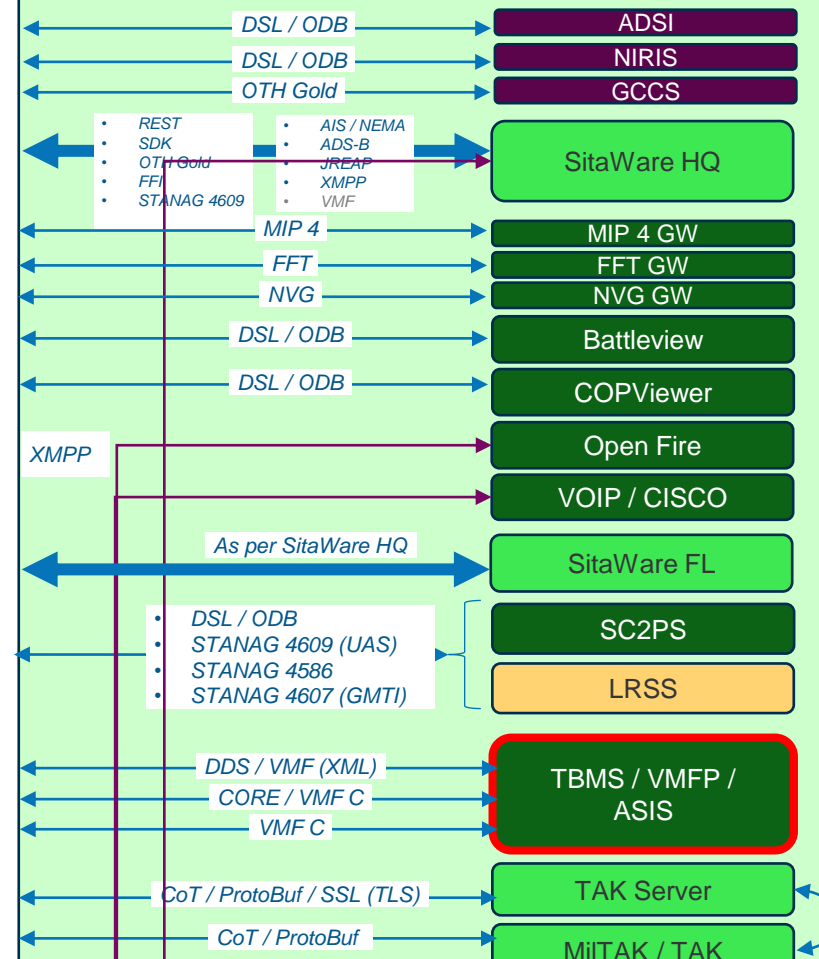 DSL / ODB
ADSI
DSL / ODB
NIRIS
OTH Gold
GCCS
• REST
• SDK
• OTH Gold
• FFI
• STANAG 4609
• AIS / NEMA
• ADS-B
• JREAP
• XMPP
• VMF
SitaWare HQ
MIP 4
MIP 4 GW
FFT
FFT GW
NVG
NVG GW
DSL / ODB
Battleview
DSL / ODB
COPViewer
XMPP
Open Fire
VOIP / CISCO
As per SitaWare HQ
SitaWare FL
• DSL / ODB
• STANAG 4609 (UAS)
• STANAG 4586
• STANAG 4607 (GMTI)
SC2PS
LRSS
DDS / VMF (XML)
CORE / VMF C
VMF C
TBMS / VMFP /
ASIS
CoT / ProtoBuf / SSL (TLS)
TAK Server
CoT / ProtoBuf
MilTAK / TAK